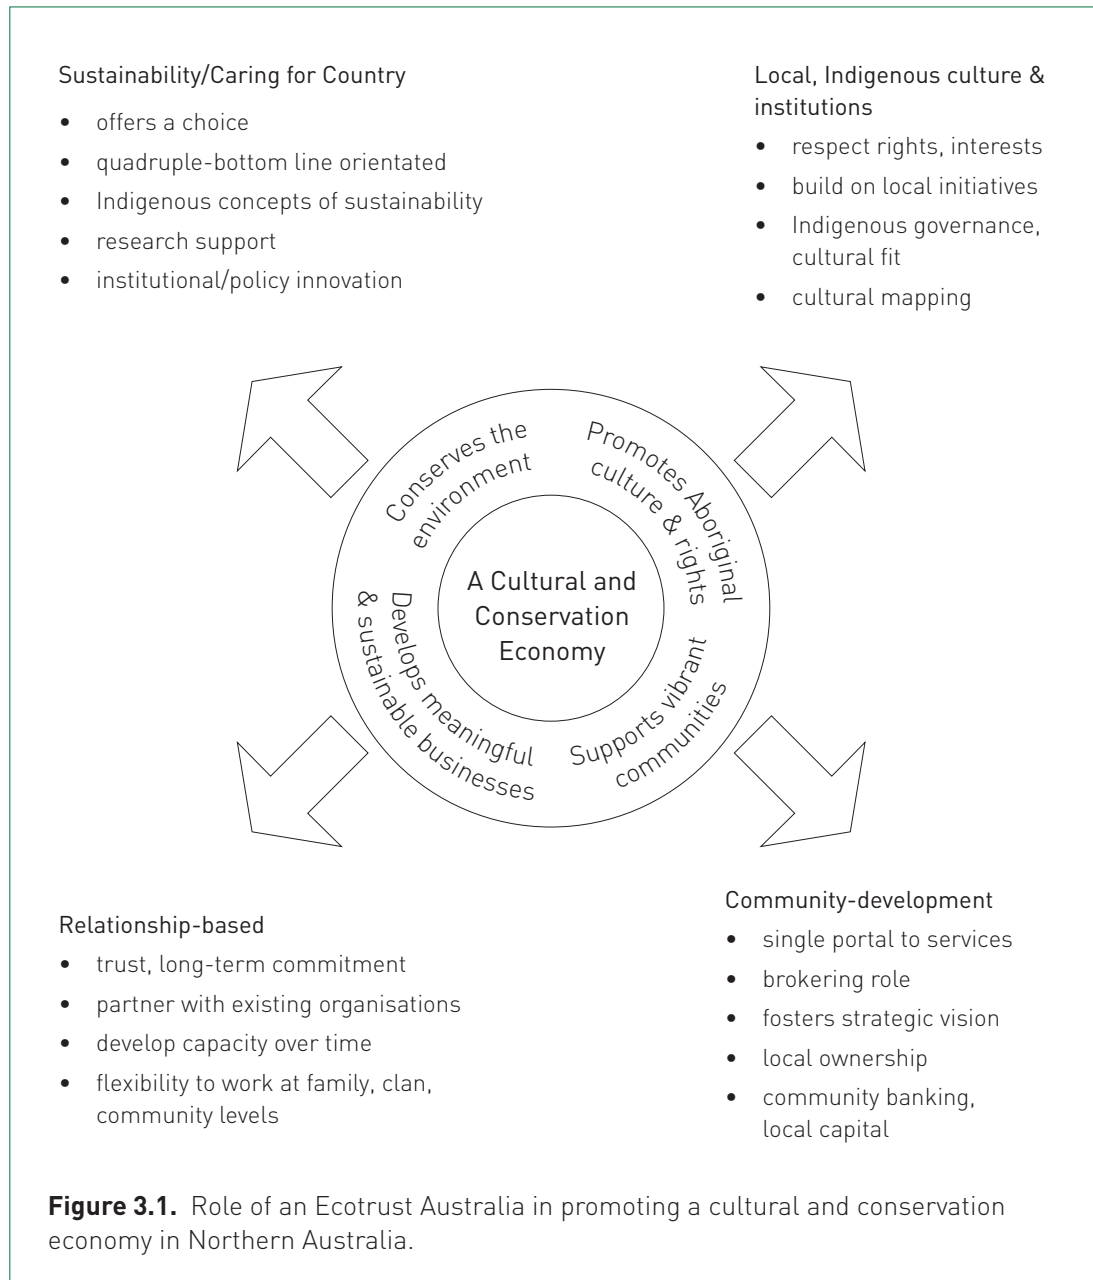 Sustainability/Caring for Country
• offers a choice
• quadruple-bottom line orientated
• Indigenous concepts of sustainability
• research support
• institutional/policy innovation
Local, Indigenous culture &
institutions
• respect rights, interests
• build on local initiatives
• Indigenous governance,
cultural fit
• cultural mapping
Conserves the
environment
Promotes Aboriginal
culture & rights
A Cultural and
Conservation
Economy
Develops meaningful
& sustainable businesses
Supports vibrant
communities
Relationship-based
• trust, long-term commitment
• partner with existing organisations
• develop capacity over time
• flexibility to work at family, clan,
community levels
Community-development
• single portal to services
• brokering role
• fosters strategic vision
• local ownership
• community banking,
local capital
Figure 3.1. Role of an Ecotrust Australia in promoting a cultural and conservation
economy in Northern Australia.